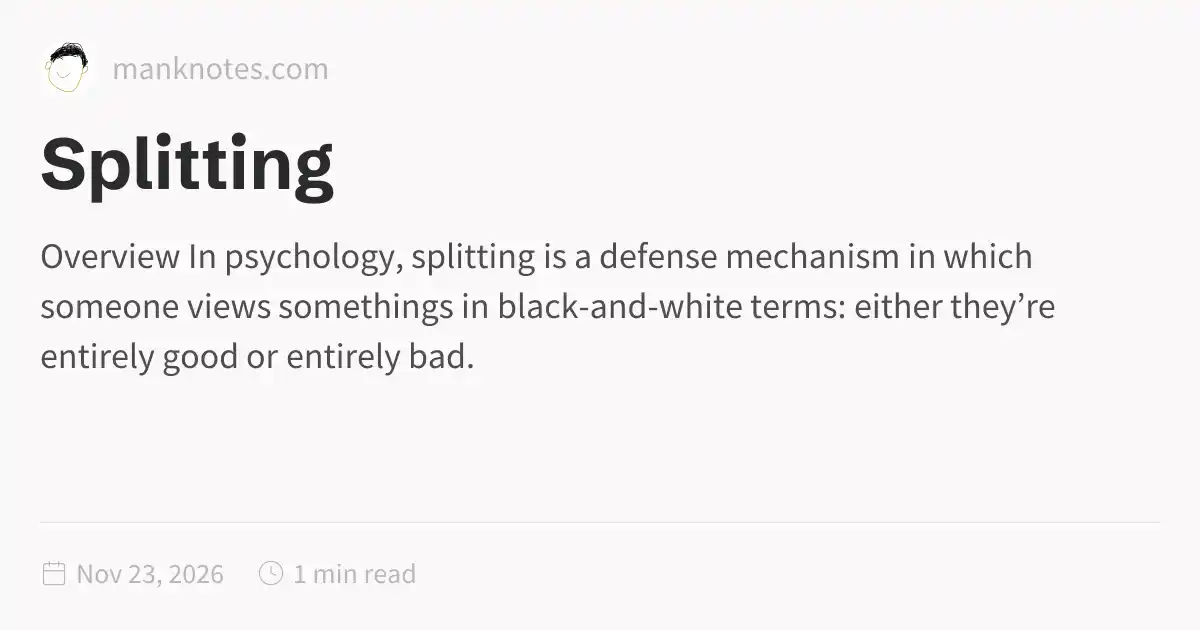 manknotes.com
Splitting
Overview In psychology, splitting is a defense mechanism in which
someone views somethings in black-and-white terms: either they’re
entirely good or entirely bad.
Nov 23, 2026
1 min read